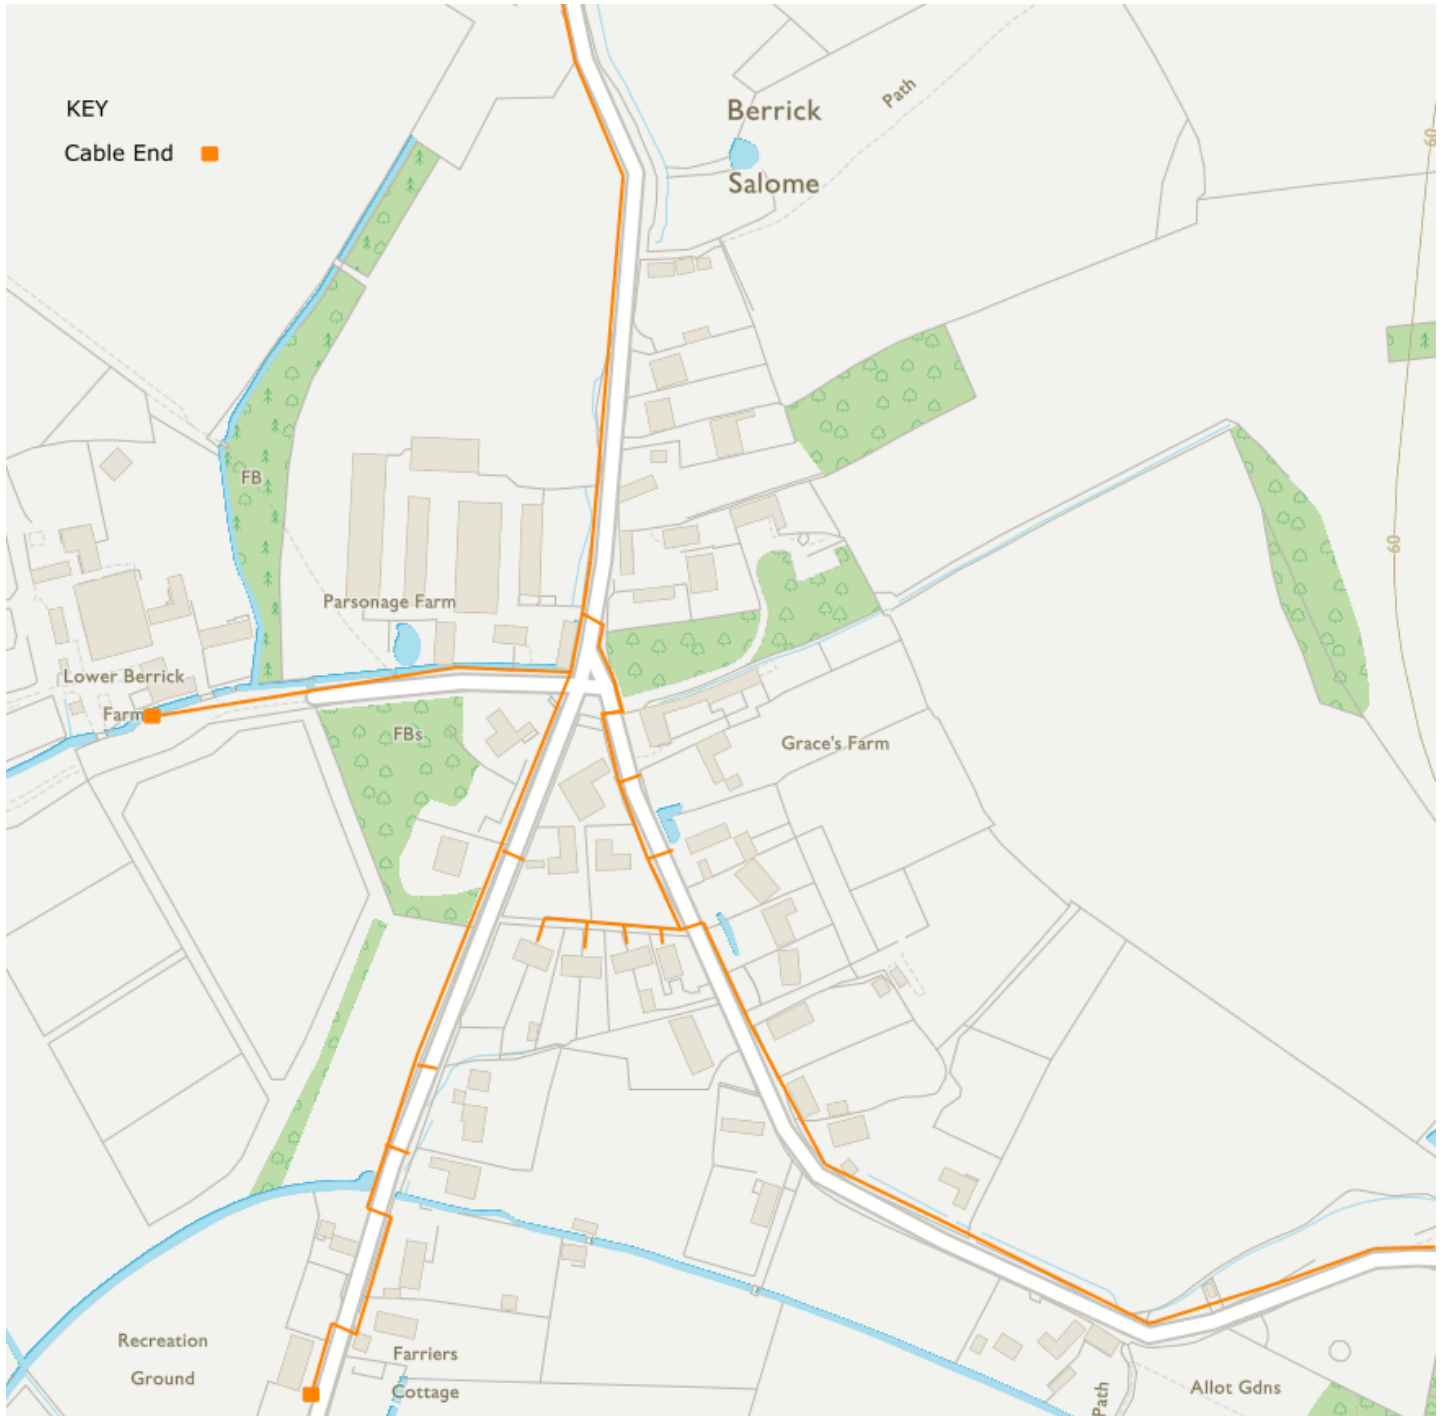 KEY
Cable End
Berrick
Salome
Path
60
FB
60
Parsonage Farm
Lower Berrick
Farm
FBs
Grace's Farm
Recreation
Ground
Farriers
Cottage
Path
Allot Gdns